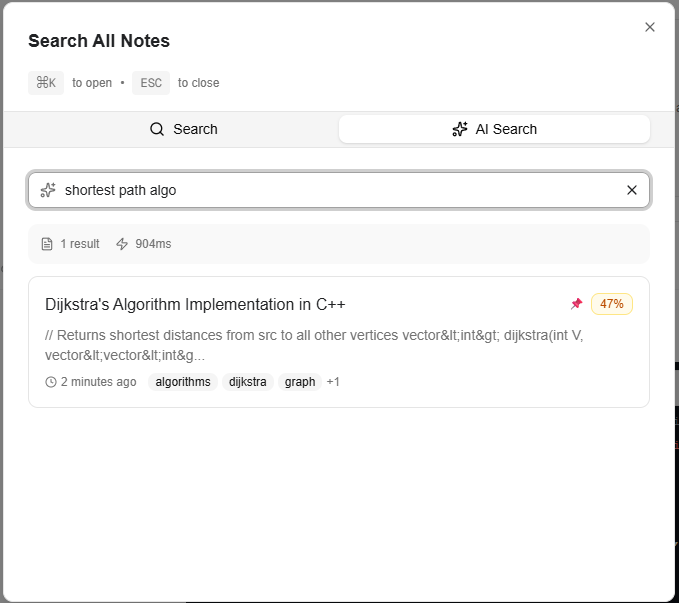 Search All Notes
⌘K to open • ESC to close
Search AI Search
shortest path algo
1 result 904ms
Dijkstra's Algorithm Implementation in C++ 47%
// Returns shortest distances from src to all other vertices vector&lt;int&gt; dijkstra(int V,
vector&lt;vector&lt;int&g...
2 minutes ago algorithms dijkstra graph +1